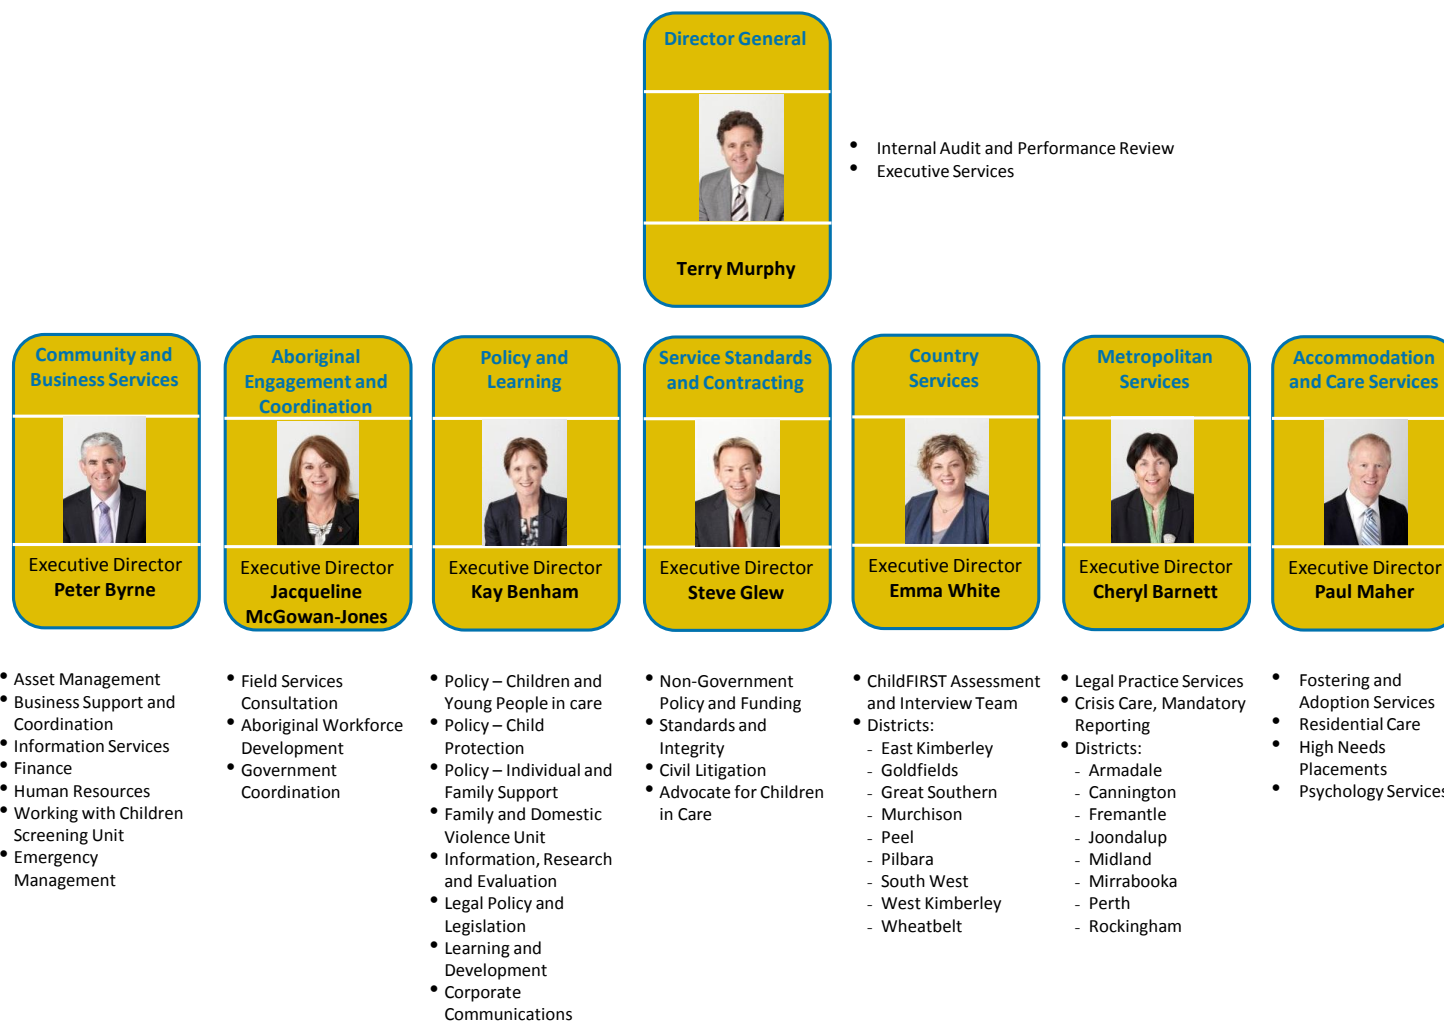 Director General
Terry Murphy
• Internal Audit and Performance Review
• Executive Services
Community and
Business Services
Executive Director
Peter Byrne
• Asset Management
• Business Support and
Coordination
• Information Services
• Finance
• Human Resources
• Working with Children
Screening Unit
• Emergency
Management
Aboriginal
Engagement and
Coordination
Executive Director
Jacqueline
McGowan-Jones
• Field Services
Consultation
• Aboriginal Workforce
Development
• Government
Coordination
Policy and
Learning
Executive Director
Kay Benham
• Policy – Children and
Young People in care
• Policy – Child
Protection
• Policy – Individual and
Family Support
• Family and Domestic
Violence Unit
• Information, Research
and Evaluation
• Legal Policy and
Legislation
• Learning and
Development
• Corporate
Communications
Service Standards
and Contracting
Executive Director
Steve Glew
• Non-Government
Policy and Funding
• Standards and
Integrity
• Civil Litigation
• Advocate for Children
in Care
Country
Services
Executive Director
Emma White
• ChildFIRST Assessment
and Interview Team
• Districts:
- East Kimberley
- Goldfields
- Great Southern
- Murchison
- Peel
- Pilbara
- South West
- West Kimberley
- Wheatbelt
Metropolitan
Services
Executive Director
Cheryl Barnett
• Legal Practice Services
• Crisis Care, Mandatory
Reporting
• Districts:
- Armadale
- Cannington
- Fremantle
- Joondalup
- Midland
- Mirrabooka
- Perth
- Rockingham
Accommodation
and Care Services
Executive Director
Paul Maher
• Fostering and
Adoption Services
• Residential Care
• High Needs
Placements
• Psychology Services